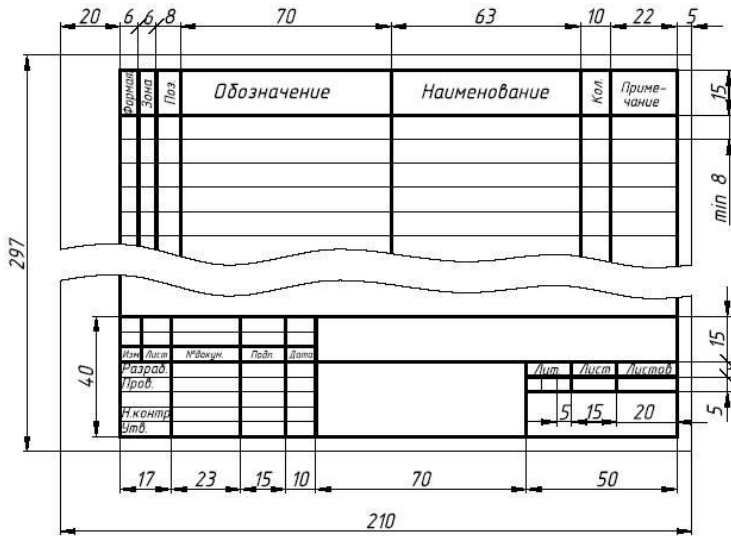 20 6 6 8 70 63 10 22 5
Формат Зона Поз. Обозначение Наименование Кол. Приме-
чание
15
min 8
297
40
Изм Лист №докум. Подп. Дата
Разраб.
Пров.
Н.контр
Утв.
Лит. Лист Листов
15
5
5 15 20
17 23 15 10 70 50
210